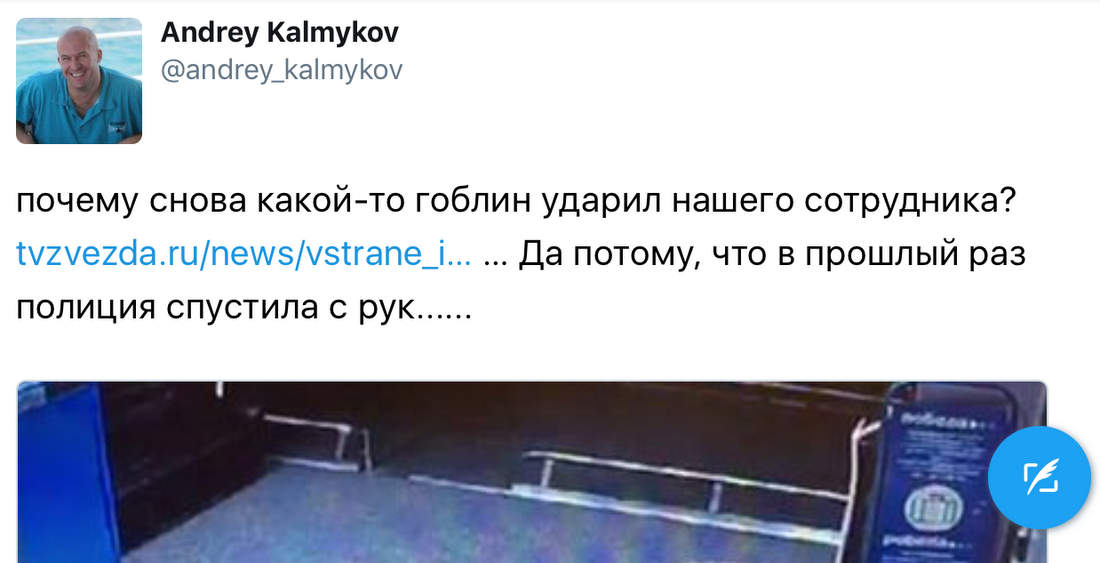 Andrey Kalmykov
@andrey_kalmykov
почему снова какой-то гоблин ударил нашего сотрудника?
tvzvezda.ru/news/vstrane_i... ... Да потому, что в прошлый раз
полиция спустила с рук......
победа
победа